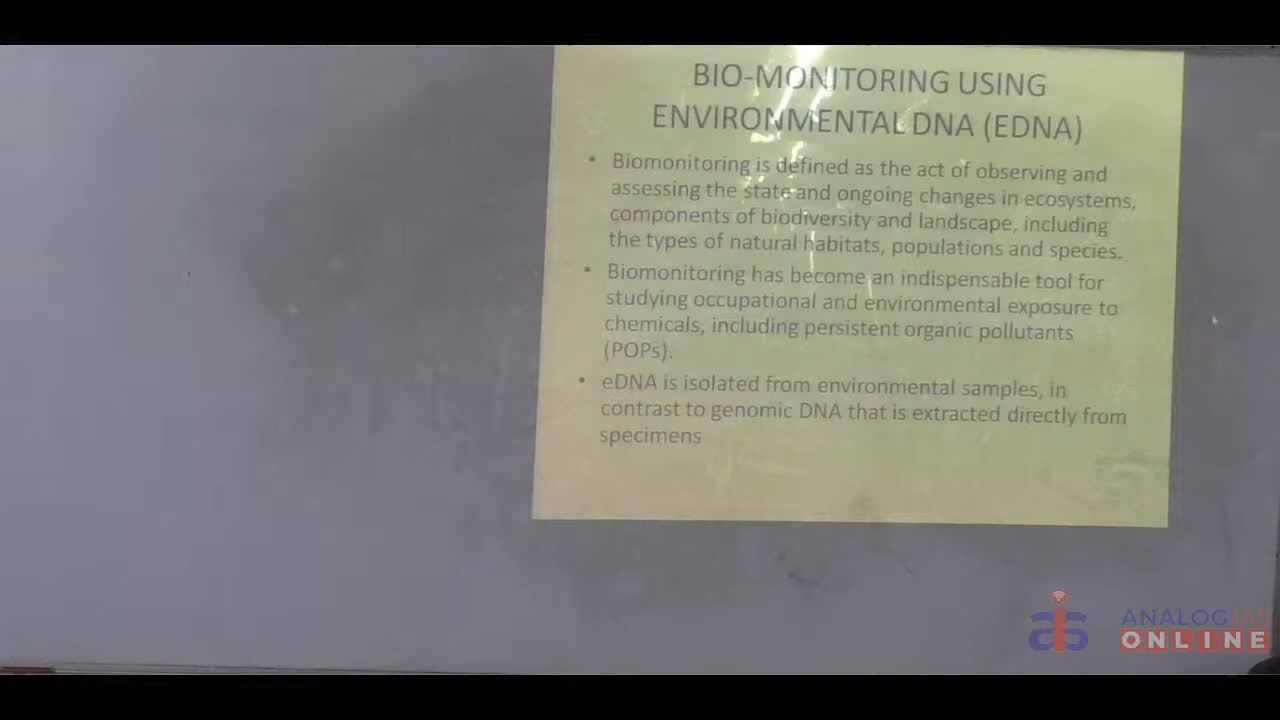 BIO-MONITORING USING
ENVIRONMENTAL DNA (EDNA)
• Biomonitoring is defined as the act of observing and
assessing the state and ongoing changes in ecosystems,
components of biodiversity and landscape, including
the types of natural habitats, populations and species.
• Biomonitoring has become an indispensable tool for
studying occupational and environmental exposure to
chemicals, including persistent organic pollutants
(POPs).
• eDNA is isolated from environmental samples, in
contrast to genomic DNA that is extracted directly from
specimens
ANALOG IAS
ONLINE